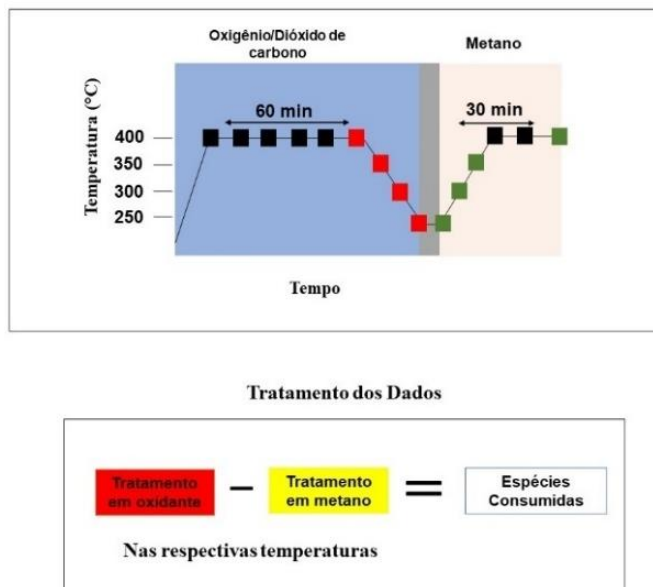 Oxigênio/Dióxido de
carbono
Metano
Temperatura (°C)
60 min
30 min
400
350
300
250
Tempo
Tratamento dos Dados
Tratamento
em oxidante
–
Tratamento
em metano
=
Espécies
Consumidas
Nas respectivas temperaturas